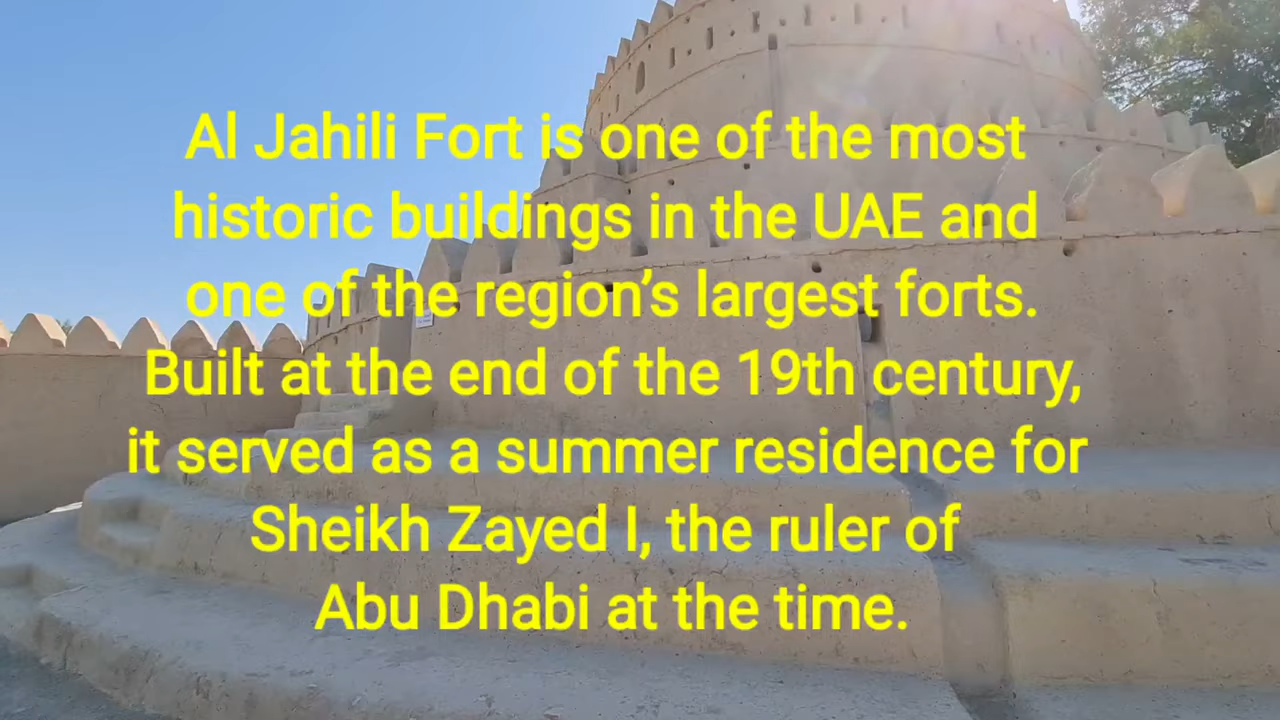 Al Jahili Fort is one of the most
historic buildings in the UAE and
one of the region’s largest forts.
Built at the end of the 19th century,
it served as a summer residence for
Sheikh Zayed I, the ruler of
Abu Dhabi at the time.